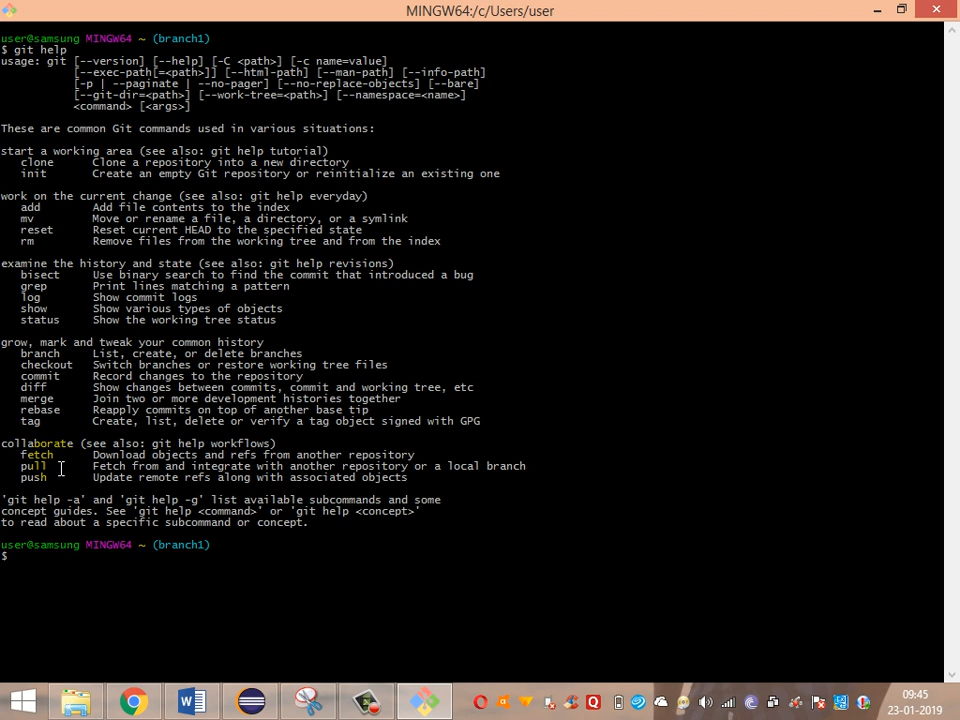 MINGW64:/c/Users/user
user@samsung MINGW64 ~ (branch1)
$ git help
usage: git [--version] [--help] [-C <path>] [-c name=value]
[--exec-path[=<path>]] [--html-path] [--man-path] [--info-path]
[-p | --paginate | --no-pager] [--no-replace-objects] [--bare]
[--git-dir=<path>] [--work-tree=<path>] [--namespace=<name>]
<command> [<args>]
These are common Git commands used in various situations:
start a working area (see also: git help tutorial)
clone Clone a repository into a new directory
init Create an empty Git repository or reinitialize an existing one
work on the current change (see also: git help everyday)
add Add file contents to the index
mv Move or rename a file, a directory, or a symlink
reset Reset current HEAD to the specified state
rm Remove files from the working tree and from the index
examine the history and state (see also: git help revisions)
bisect Use binary search to find the commit that introduced a bug
grep Print lines matching a pattern
log Show commit logs
show Show various types of objects
status Show the working tree status
grow, mark and tweak your common history
branch List, create, or delete branches
checkout Switch branches or restore working tree files
commit Record changes to the repository
diff Show changes between commits, commit and working tree, etc
merge Join two or more development histories together
rebase Reapply commits on top of another base tip
tag Create, list, delete or verify a tag object signed with GPG
collaborate (see also: git help workflows)
fetch Download objects and refs from another repository
pull Fetch from and integrate with another repository or a local branch
push Update remote refs along with associated objects
'git help -a' and 'git help -g' list available subcommands and some
concept guides. See 'git help <command>' or 'git help <concept>'
to read about a specific subcommand or concept.
user@samsung MINGW64 ~ (branch1)
$
09:45
23-01-2019